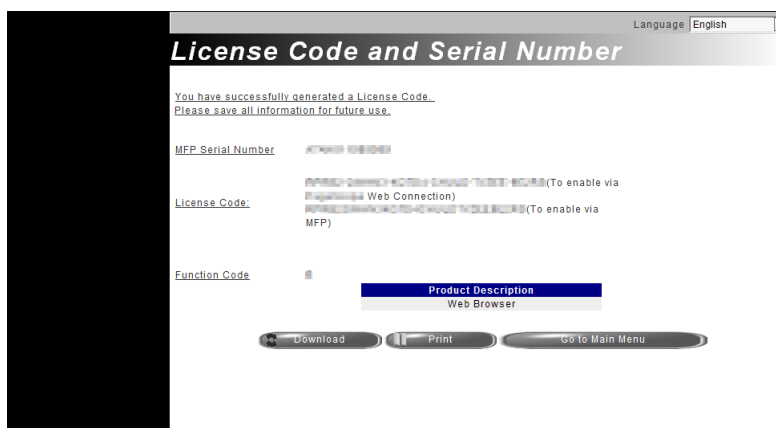 Language English
License Code and Serial Number
You have successfully generated a License Code.
Please save all information for future use.
MFP Serial Number
(To enable via
License Code: Web Connection)
(To enable via
MFP)
Function Code
Product Description
Web Browser
Download Print Go to Main Menu